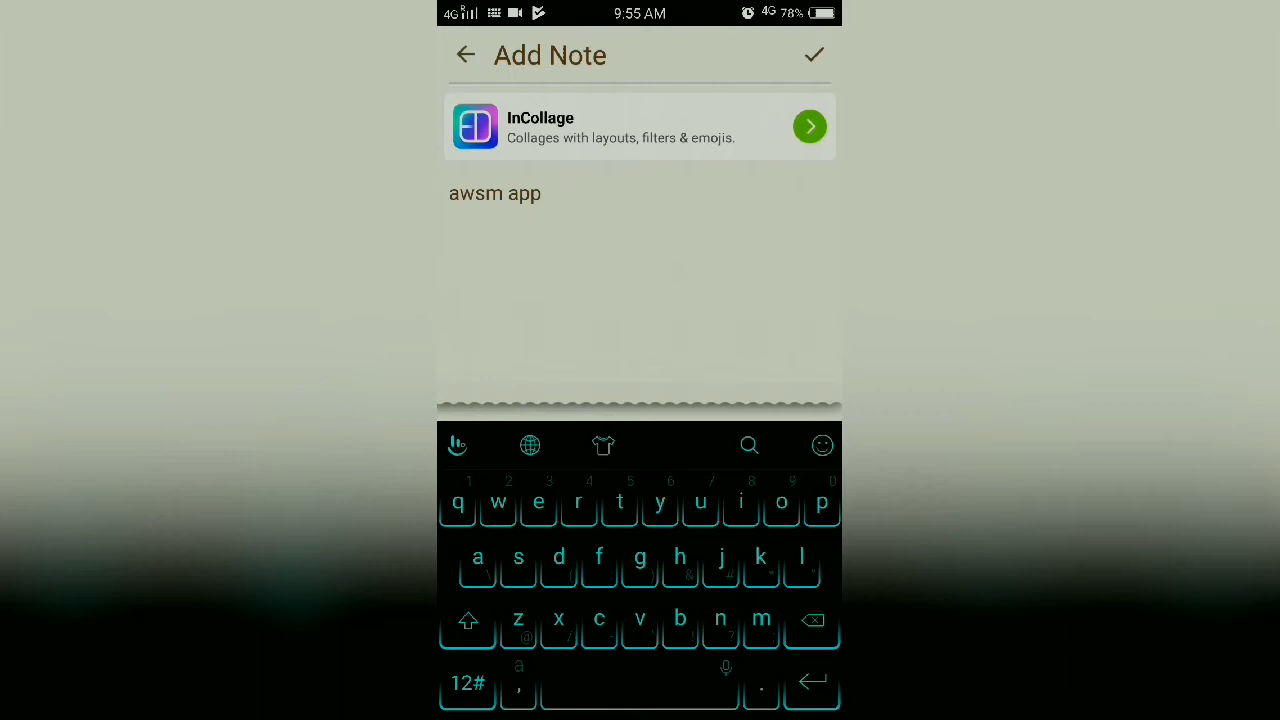 4G R 9:55 AM 4G 78%
Add Note
InCollage
Collages with layouts, filters & emojis.
awsm app
1 2 3 4 5 6 7 8 9 0
q w e r t y u i o p
a s d f g h j k l
\ ( ) & # * "
z x c v b n m
@ / - ' ! ?
a
12# , .